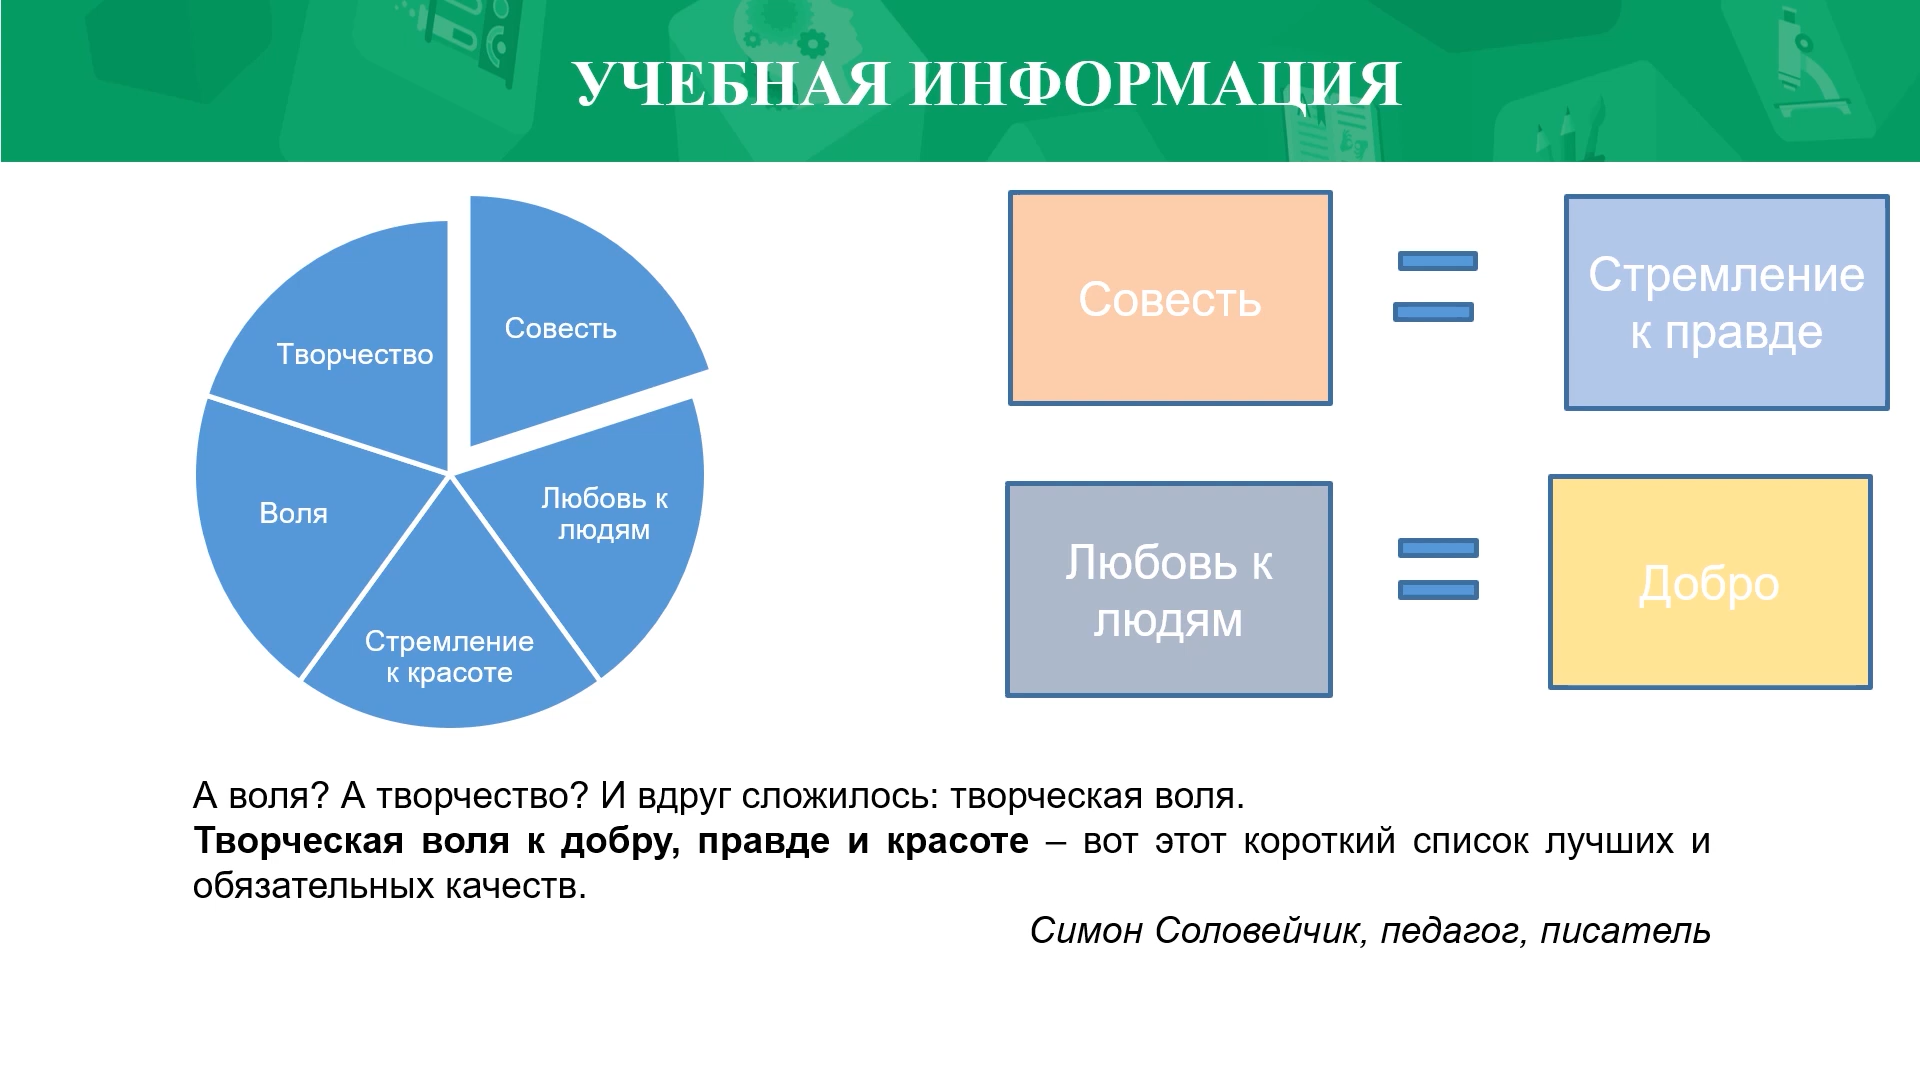 УЧЕБНАЯ ИНФОРМАЦИЯ
Совесть
Творчество
Воля
Любовь к
людям
Стремление
к красоте
Совесть
Стремление
к правде
Любовь к
людям
Добро
А воля? А творчество? И вдруг сложилось: творческая воля.
Творческая воля к добру, правде и красоте – вот этот короткий список лучших и
обязательных качеств.
Симон Соловейчик, педагог, писатель